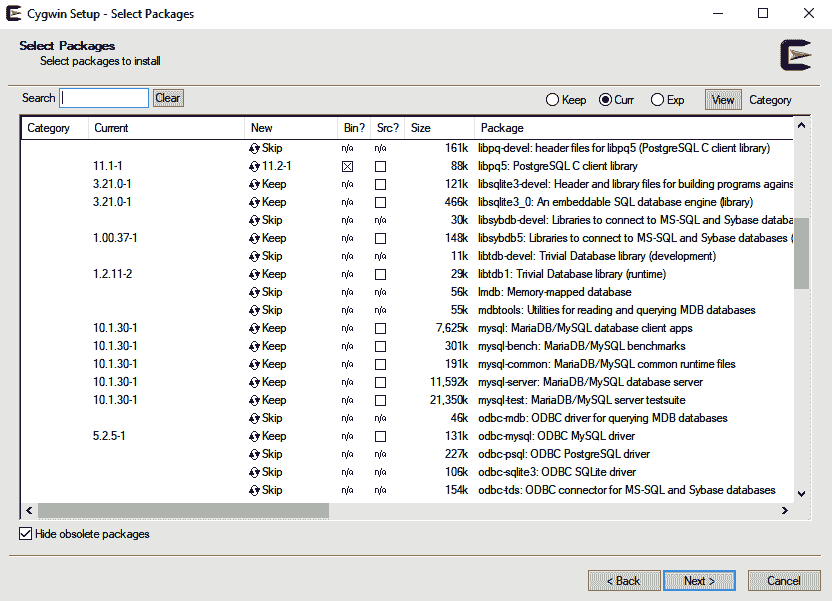 Cygwin Setup - Select Packages
Select Packages
Select packages to install
Search Clear Keep Curr Exp View Category
Category Current New Bin? Src? Size Package
Skip n/a n/a 161k libpq-devel: header files for libpq5 (PostgreSQL C client library)
11.1-1 11.2-1 88k libpq5: PostgreSQL C client library
3.21.0-1 Keep n/a 121k libsqlite3-devel: Header and library files for building programs agains
3.21.0-1 Keep n/a 466k libsqlite3_0: An embeddable SQL database engine (library)
Skip n/a n/a 30k libsybdb-devel: Libraries to connect to MS-SQL and Sybase databa
1.00.37-1 Keep n/a 148k libsybdb5: Libraries to connect to MS-SQL and Sybase databases (
Skip n/a n/a 11k libtdb-devel: Trivial Database library (development)
1.2.11-2 Keep n/a 29k libtdb1: Trivial Database library (runtime)
Skip n/a n/a 56k lmdb: Memory-mapped database
Skip n/a n/a 55k mdbtools: Utilities for reading and querying MDB databases
10.1.30-1 Keep n/a 7,625k mysql: MariaDB/MySQL database client apps
10.1.30-1 Keep n/a 301k mysql-bench: MariaDB/MySQL benchmarks
10.1.30-1 Keep n/a 191k mysql-common: MariaDB/MySQL common runtime files
10.1.30-1 Keep n/a 11,592k mysql-server: MariaDB/MySQL database server
10.1.30-1 Keep n/a 21,350k mysql-test: MariaDB/MySQL server testsuite
Skip n/a n/a 46k odbc-mdb: ODBC driver for querying MDB databases
5.2.5-1 Keep n/a 131k odbc-mysql: ODBC MySQL driver
Skip n/a n/a 227k odbc-psql: ODBC PostgreSQL driver
Skip n/a n/a 106k odbc-sqlite3: ODBC SQLite driver
Skip n/a n/a 154k odbc-tds: ODBC connector for MS-SQL and Sybase databases
Hide obsolete packages
< Back Next > Cancel